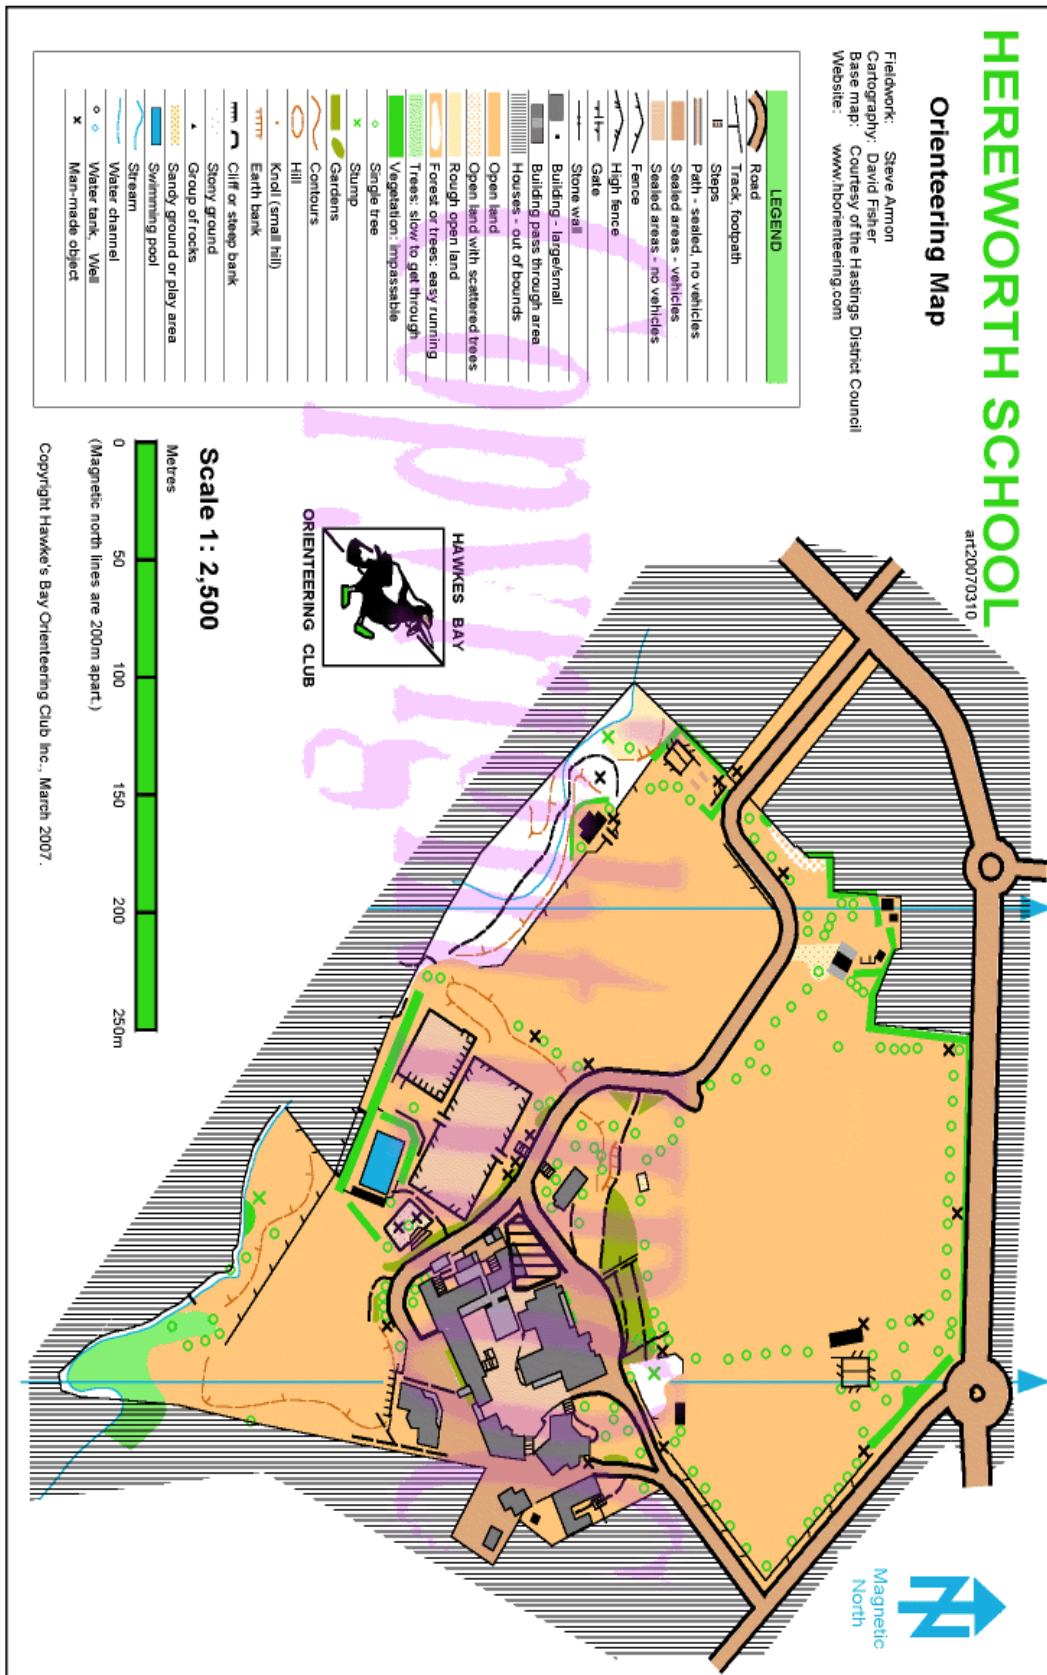 HEREWORTH SCHOOL
art20070310
Orienteering Map
Fieldwork: Steve Armon
Cartography: David Fisher
Base map: Courtesy of the Hastings District Council
Website: www.hborienteering.com
LEGEND
Road
Track, footpath
Steps
Path - sealed, no vehicles
Sealed areas - vehicles
Sealed areas - no vehicles
Fence
High fence
Gate
Stone wall
Building - large/small
Building pass through area
Houses - out of bounds
Open land
Open land with scattered trees
Rough open land
Forest or trees: easy running
Trees: slow to get through
Vegetation: impassable
Single tree
Stump
Gardens
Contours
Hill
Knoll (small hill)
Earth bank
Cliff or steep bank
Stony ground
Group of rocks
Sandy ground or play area
Swimming pool
Stream
Water channel
Water tank, Well
Man-made object
HAWKES BAY
ORIENTEERING CLUB
Scale 1: 2,500
Metres
0 50 100 150 200 250m
(Magnetic north lines are 200m apart.)
Copyright Hawke's Bay Orienteering Club Inc., March 2007.
N
Magnetic
North